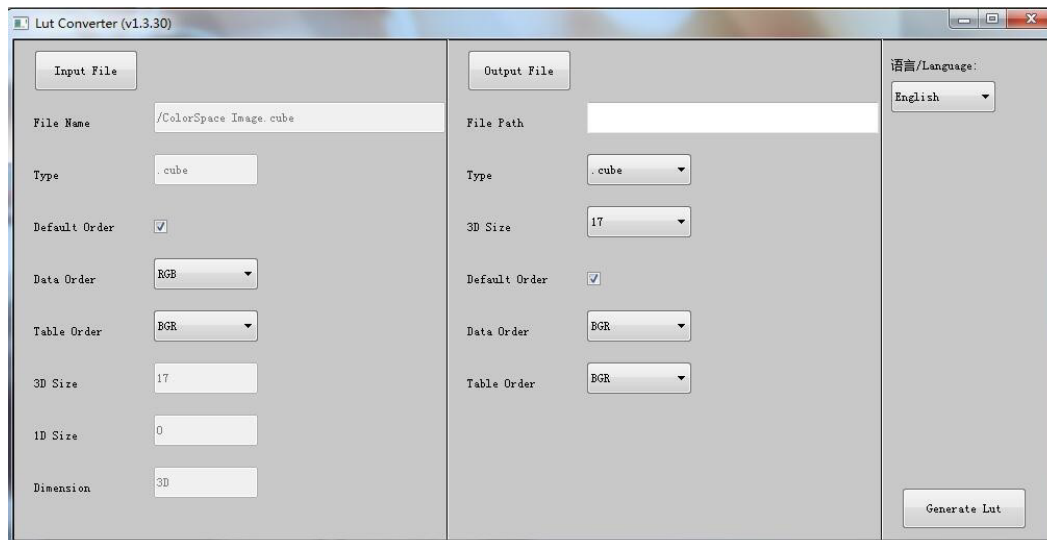 Lut Converter (v1.3.30)
Input File
File Name /ColorSpace Image.cube
Type .cube
Default Order
Data Order RGB
Table Order BGR
3D Size 17
1D Size 0
Dimension 3D
Output File
File Path
Type .cube
3D Size 17
Default Order
Data Order BGR
Table Order BGR
语言/Language:
English
Generate Lut